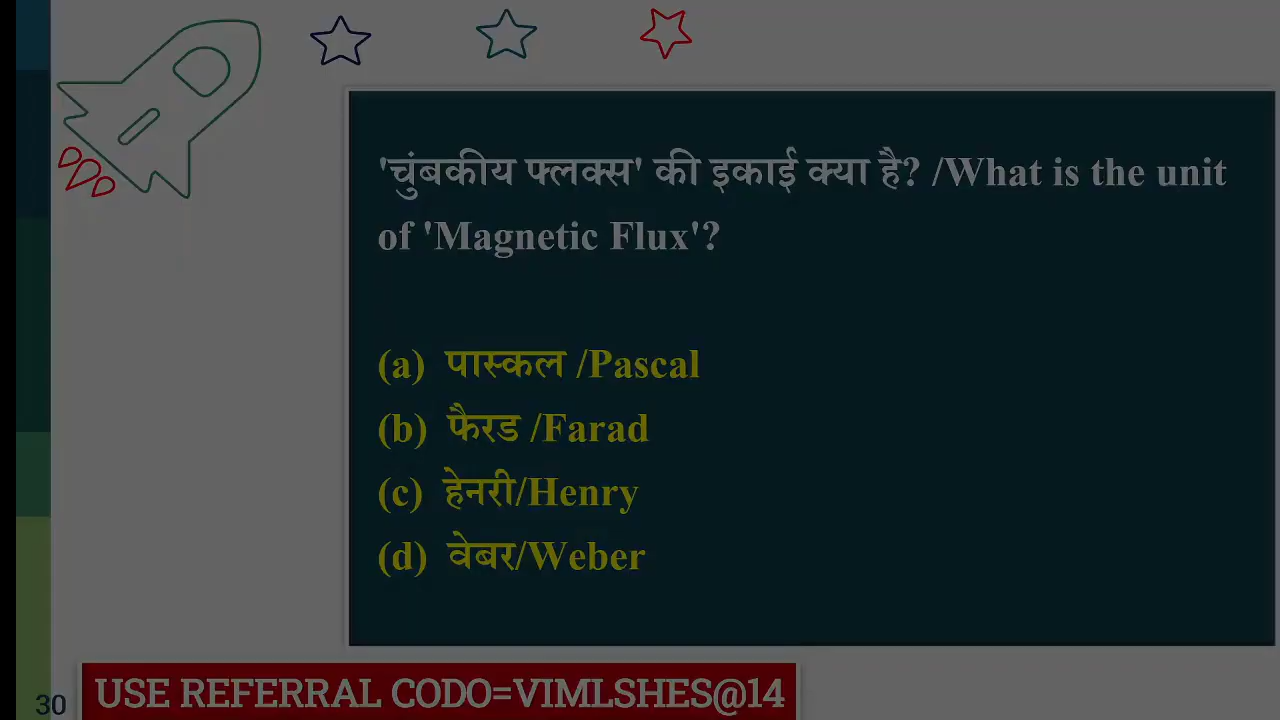 'चुंबकीय फ्लक्स' की इकाई क्या है? /What is the unit
of 'Magnetic Flux'?
(a) पास्कल /Pascal
(b) फैरड /Farad
(c) हेनरी/Henry
(d) वेबर/Weber
30
USE REFERRAL CODO=VIMLSHES@14